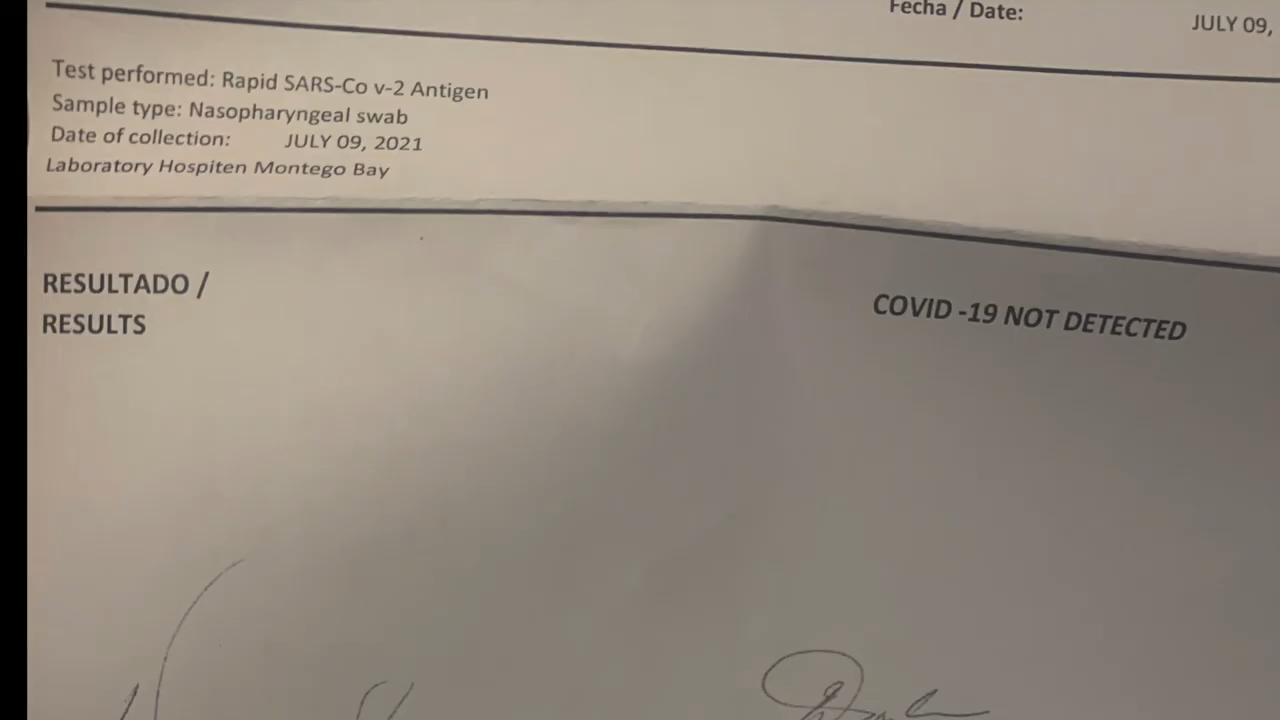 Fecha / Date: JULY 09,
Test performed: Rapid SARS-Co v-2 Antigen
Sample type: Nasopharyngeal swab
Date of collection: JULY 09, 2021
Laboratory Hospiten Montego Bay
RESULTADO /
RESULTS
COVID -19 NOT DETECTED